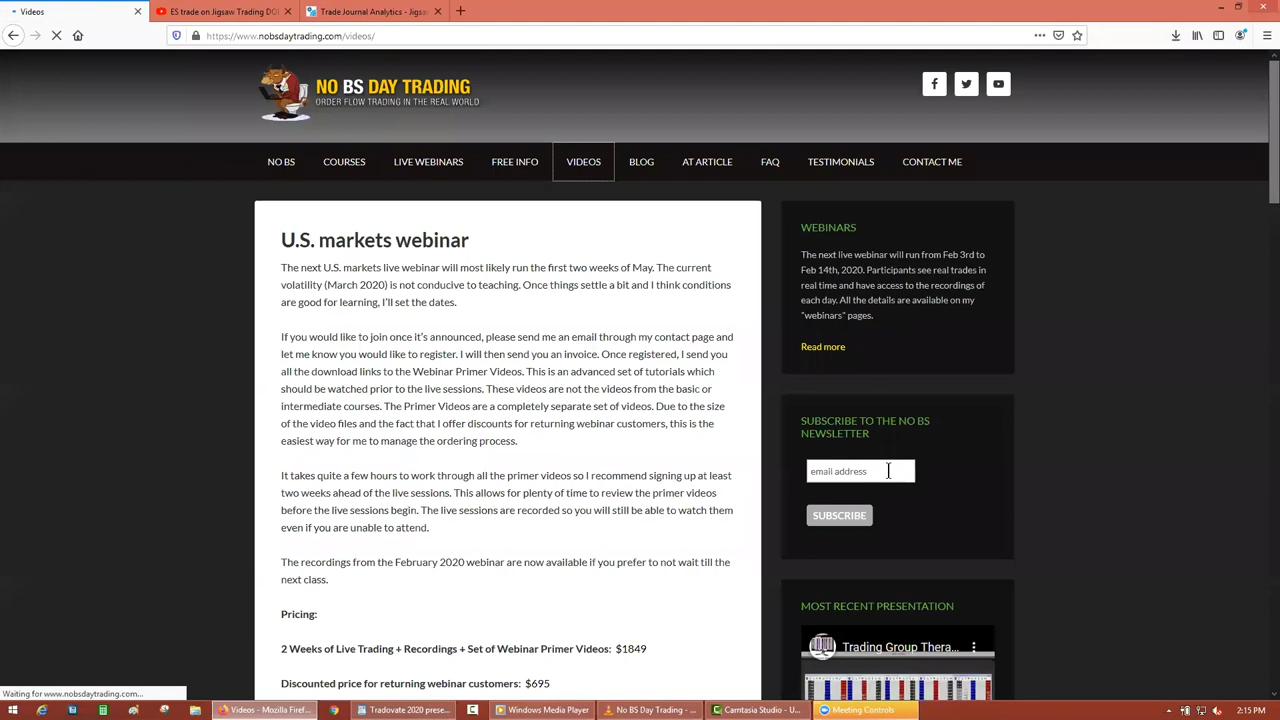 Videos
ES trade on Jigsaw Trading DO
Trade Journal Analytics - Jigsa
https://www.nobsdaytrading.com/videos/
NO BS DAY TRADING
ORDER FLOW TRADING IN THE REAL WORLD
NO BS COURSES LIVE WEBINARS FREE INFO VIDEOS BLOG AT ARTICLE FAQ TESTIMONIALS CONTACT ME
U.S. markets webinar
The next U.S. markets live webinar will most likely run the first two weeks of May. The current
volatility (March 2020) is not conducive to teaching. Once things settle a bit and I think conditions
are good for learning, I'll set the dates.
If you would like to join once it's announced, please send me an email through my contact page and
let me know you would like to register. I will then send you an invoice. Once registered, I send you
all the download links to the Webinar Primer Videos. This is an advanced set of tutorials which
should be watched prior to the live sessions. These videos are not the videos from the basic or
intermediate courses. The Primer Videos are a completely separate set of videos. Due to the size
of the video files and the fact that I offer discounts for returning webinar customers, this is the
easiest way for me to manage the ordering process.
It takes quite a few hours to work through all the primer videos so I recommend signing up at least
two weeks ahead of the live sessions. This allows for plenty of time to review the primer videos
before the live sessions begin. The live sessions are recorded so you will still be able to watch them
even if you are unable to attend.
The recordings from the February 2020 webinar are now available if you prefer to not wait till the
next class.
Pricing:
2 Weeks of Live Trading + Recordings + Set of Webinar Primer Videos: $1849
Discounted price for returning webinar customers: $695
WEBINARS
The next live webinar will run from Feb 3rd to
Feb 14th, 2020. Participants see real trades in
real time and have access to the recordings of
each day. All the details are available on my
"webinars" pages.
Read more
SUBSCRIBE TO THE NO BS
NEWSLETTER
email address
SUBSCRIBE
MOST RECENT PRESENTATION
Trading Group Thera...
Waiting for www.nobsdaytrading.com...
Videos - Mozilla Firef...
Tradovate 2020 prese...
Windows Media Player
No BS Day Trading - ...
Camtasia Studio - U...
Meeting Controls
2:15 PM